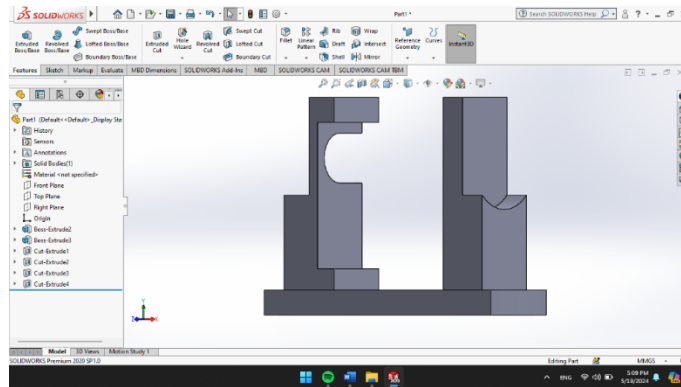 SOLIDWORKS
Part1 *
Search SOLIDWORKS Help
Extruded Boss/Base
Revolved Boss/Base
Swept Boss/Base
Lofted Boss/Base
Boundary Boss/Base
Extruded Cut
Hole Wizard
Revolved Cut
Swept Cut
Lofted Cut
Boundary Cut
Fillet
Linear Pattern
Rib
Draft
Shell
Wrap
Intersect
Mirror
Reference Geometry
Curves
Instant3D
Features Sketch Markup Evaluate MBD Dimensions SOLIDWORKS Add-Ins MBD SOLIDWORKS CAM SOLIDWORKS CAM TBM
Part1 (Default<<Default>_Display Ste
History
Sensors
Annotations
Solid Bodies(1)
Material <not specified>
Front Plane
Top Plane
Right Plane
Origin
Boss-Extrude2
Boss-Extrude3
Cut-Extrude1
Cut-Extrude2
Cut-Extrude3
Cut-Extrude4
Y
Model 3D Views Motion Study 1
SOLIDWORKS Premium 2020 SP1.0
Editing Part
MMGS
ENG
5:09 PM
5/13/2024